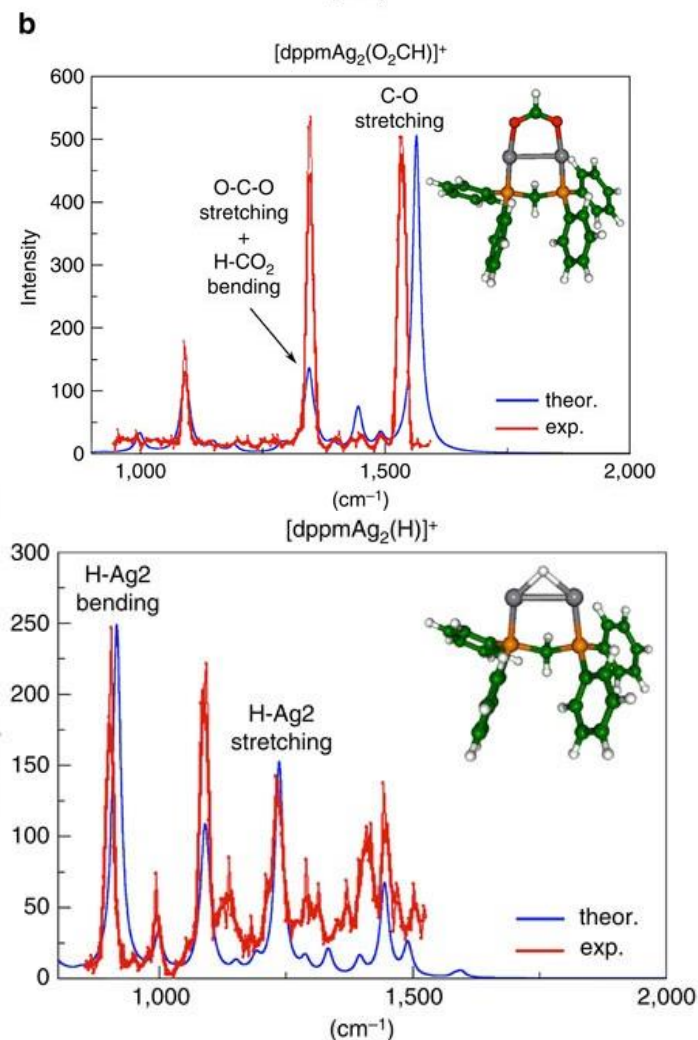 b
[dppmAg₂(O₂CH)]⁺
600
C-O
stretching
500
O-C-O
stretching
+
H-CO₂
bending
400
Intensity
300
200
100
theor.
exp.
0
1,000
1,500
2,000
(cm⁻¹)
[dppmAg₂(H)]⁺
300
H-Ag2
bending
250
200
H-Ag2
stretching
150
100
50
theor.
exp.
0
1,000
1,500
2,000
(cm⁻¹)